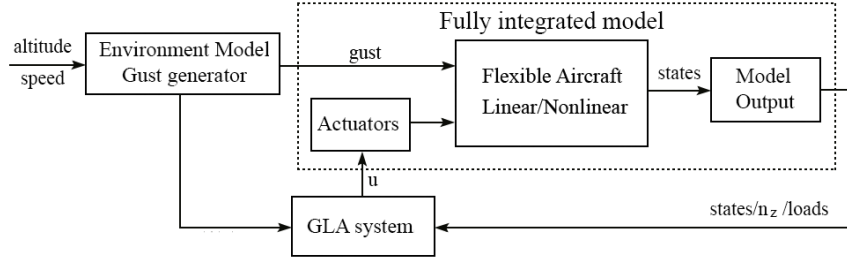 Fully integrated model
altitude
speed
Environment Model
Gust generator
gust
Flexible Aircraft
Linear/Nonlinear
states
Model
Output
Actuators
u
GLA system
states/n_z/loads